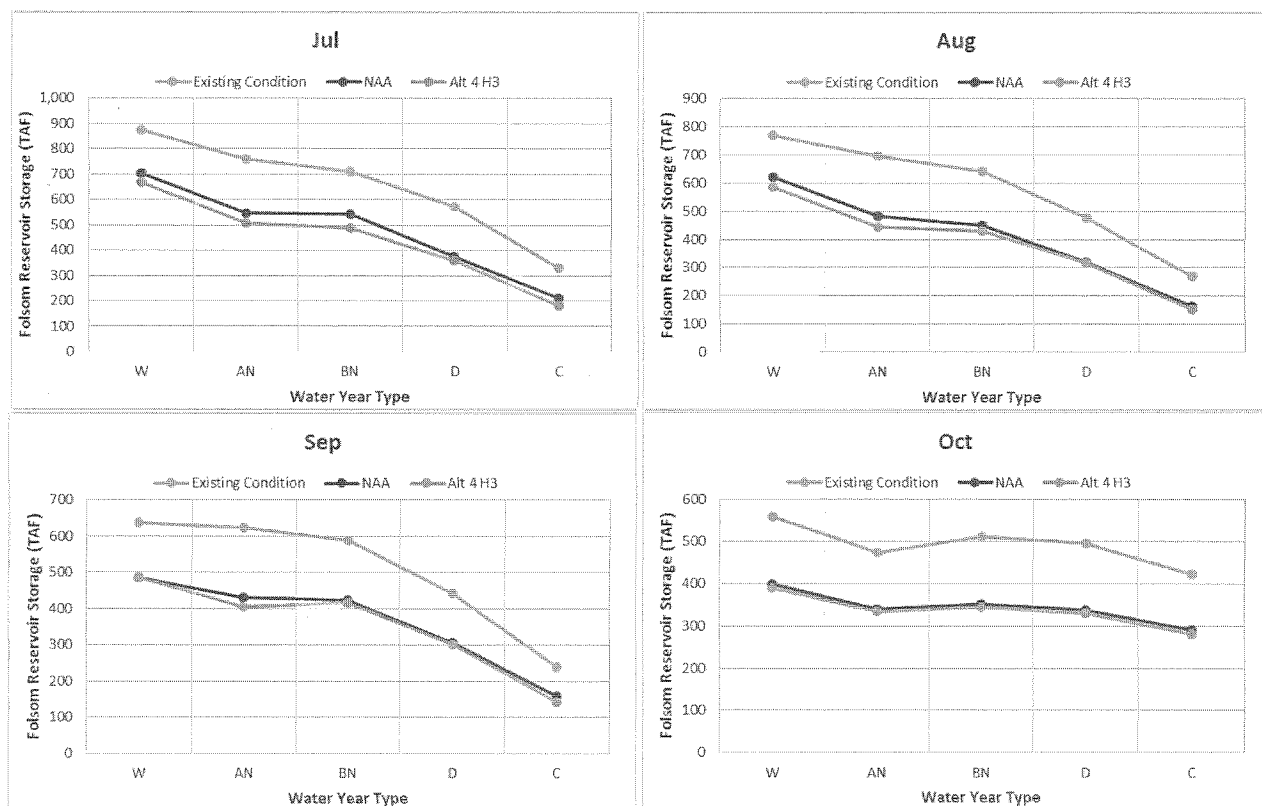 Jul
Existing Condition NAA Alt 4 H3
Folsom Reservoir Storage (TAF)
1,000
900
800
700
600
500
400
300
200
100
0
W AN BN D C
Water Year Type
Aug
Existing Condition NAA Alt 4 H3
Folsom Reservoir Storage (TAF)
900
800
700
600
500
400
300
200
100
0
W AN BN D C
Water Year Type
Sep
Existing Condition NAA Alt 4 H3
Folsom Reservoir Storage (TAF)
700
600
500
400
300
200
100
0
W AN BN D C
Water Year Type
Oct
Existing Condition NAA Alt 4 H3
Folsom Reservoir Storage (TAF)
600
500
400
300
200
100
0
W AN BN D C
Water Year Type